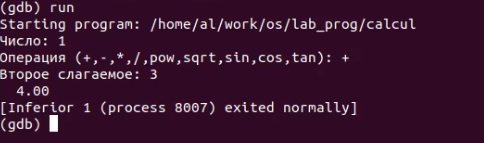 (gdb) run
Starting program: /home/al/work/os/lab_prog/calcul
Число: 1
Операция (+,-,*,/,pow,sqrt,sin,cos,tan): +
Второе слагаемое: 3
  4.00
[Inferior 1 (process 8007) exited normally]
(gdb)